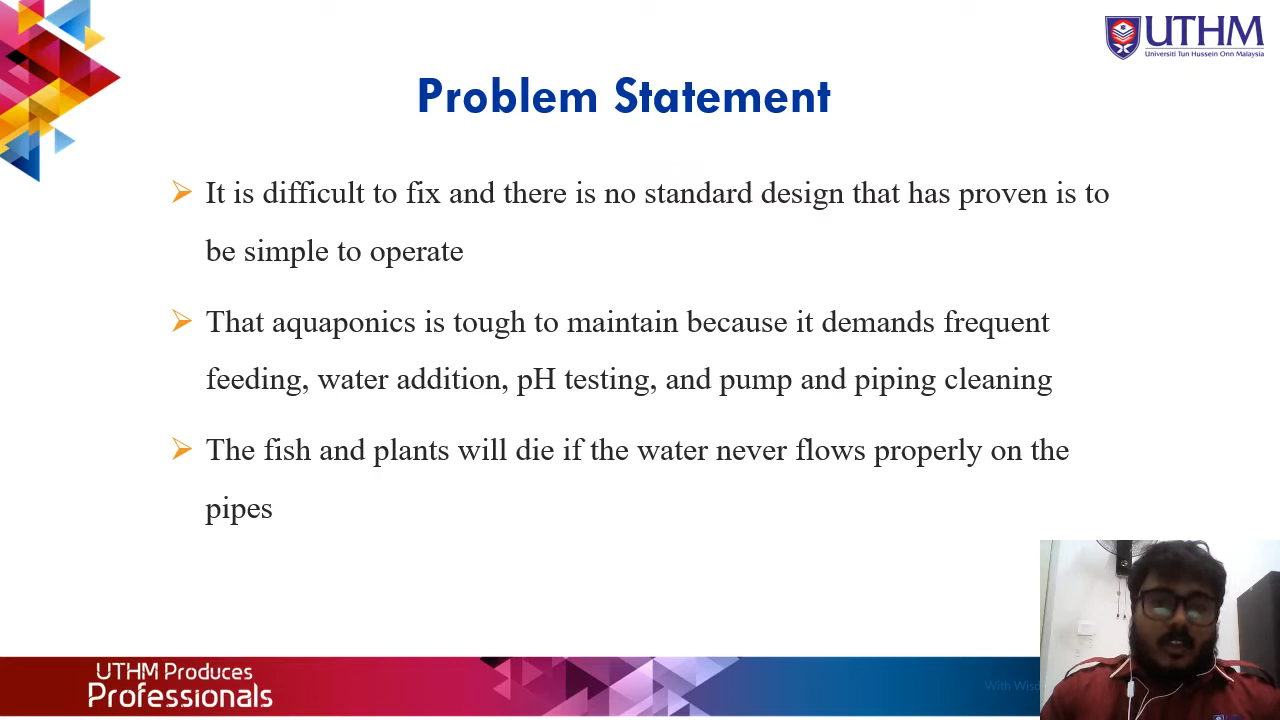 UTHM
Universiti Tun Hussein Onn Malaysia
Problem Statement
It is difficult to fix and there is no standard design that has proven is to
be simple to operate
That aquaponics is tough to maintain because it demands frequent
feeding, water addition, pH testing, and pump and piping cleaning
The fish and plants will die if the water never flows properly on the
pipes
UTHM Produces
Professionals
With